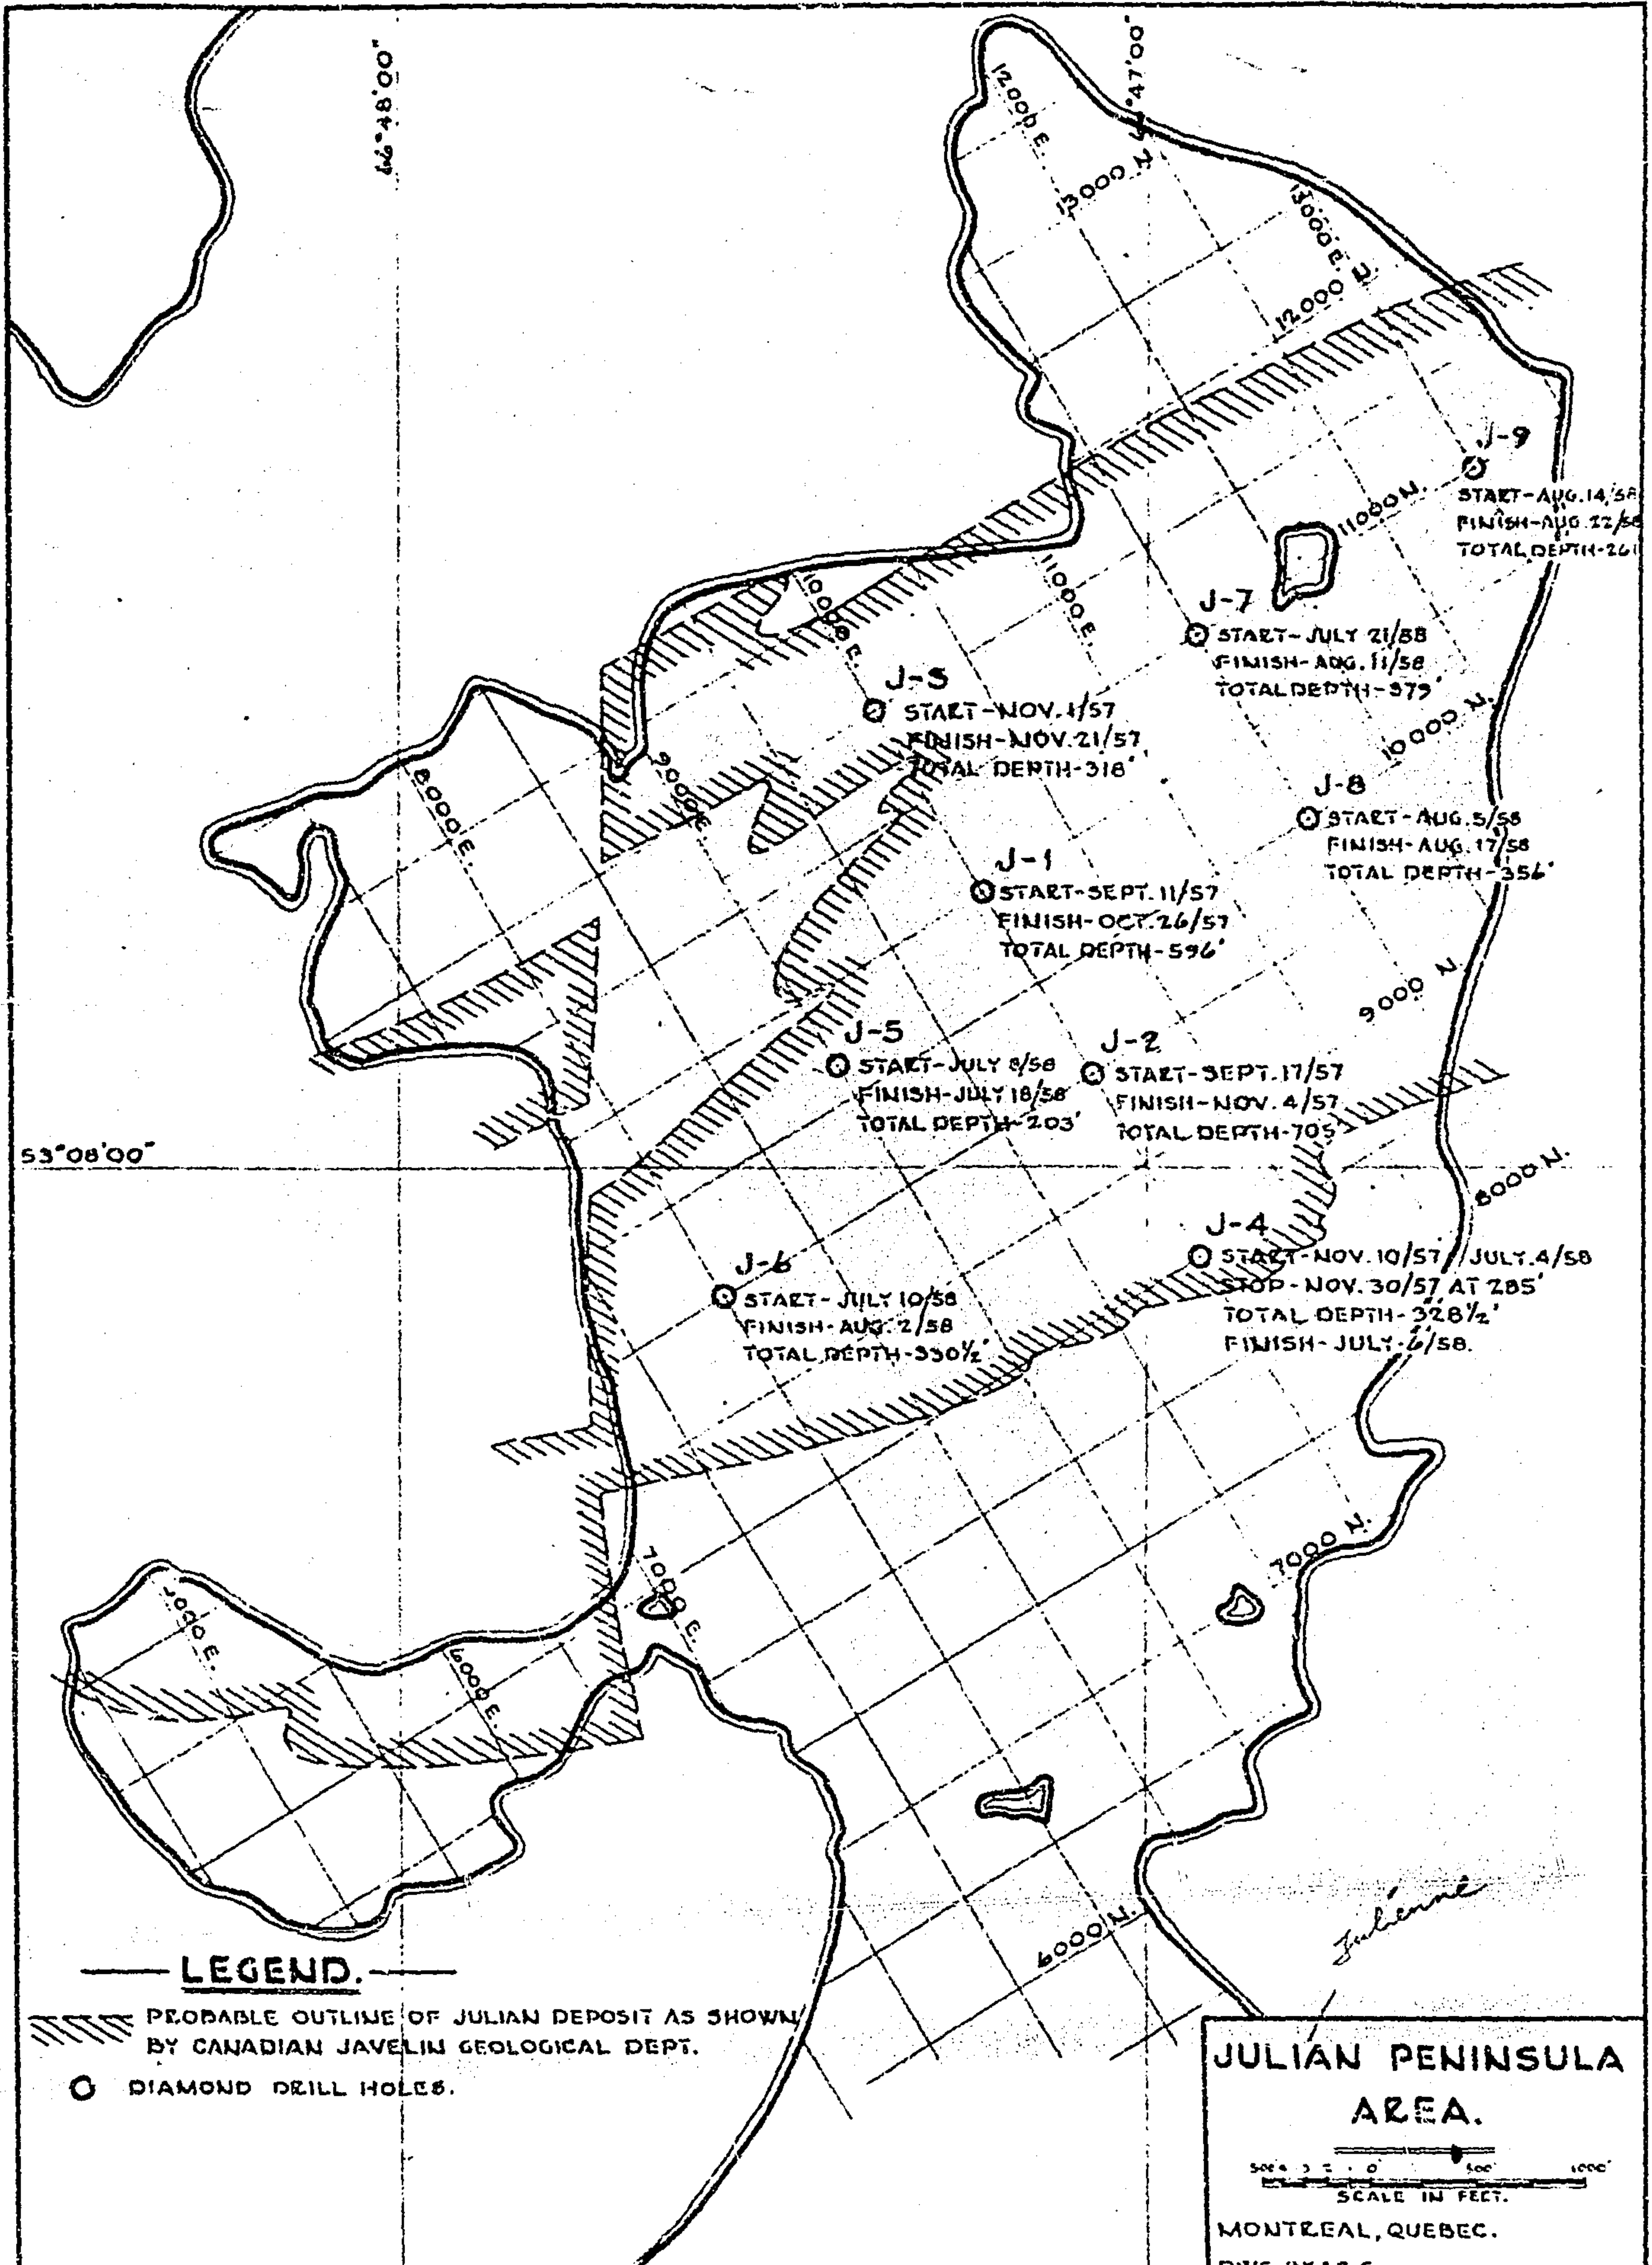 66°48'00"
47'00"
12000 E.
13000 N
13000 E.
12000 N.
J-9
START-AUG.14/58
FINISH-AUG.22/58
TOTAL DEPTH-261
11000 N.
11000 E.
10000 E.
J-7
START-JULY 21/58
FINISH-AUG.11/58
TOTAL DEPTH-379'
J-3
START-NOV.1/57
FINISH-NOV.21/57
TOTAL DEPTH-318'
10000 N.
9000 E.
8000 E.
J-8
START-AUG.5/58
FINISH-AUG.17/58
TOTAL DEPTH-356'
J-1
START-SEPT.11/57
FINISH-OCT.26/57
TOTAL DEPTH-596'
9000 N.
J-5
START-JULY 8/58
FINISH-JULY 18/58
TOTAL DEPTH-203'
J-2
START-SEPT.17/57
FINISH-NOV.4/57
TOTAL DEPTH-705'
53°08'00"
8000 N.
J-4
START-NOV.10/57//JULY.4/58
STOP-NOV.30/57 AT 285'
TOTAL DEPTH-328½'
FINISH-JULY-6/58.
J-6
START-JULY 10/58
FINISH-AUG.2/58
TOTAL DEPTH-330½'
7000 N.
7000 E.
6000 E.
6000 N.
Julienne
LEGEND.
PROBABLE OUTLINE OF JULIAN DEPOSIT AS SHOWN
BY CANADIAN JAVELIN GEOLOGICAL DEPT.
DIAMOND DRILL HOLES.
JULIAN PENINSULA
AREA.
500 0 500' 1000'
SCALE IN FEET.
MONTREAL, QUEBEC.